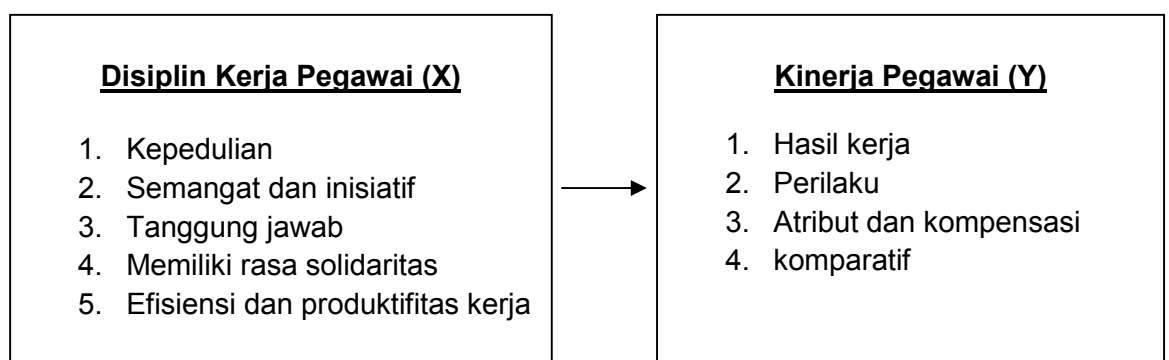 Disiplin Kerja Pegawai (X)
1. Kepedulian
2. Semangat dan inisiatif
3. Tanggung jawab
4. Memiliki rasa solidaritas
5. Efisiensi dan produktifitas kerja
Kinerja Pegawai (Y)
1. Hasil kerja
2. Perilaku
3. Atribut dan kompensasi
4. komparatif